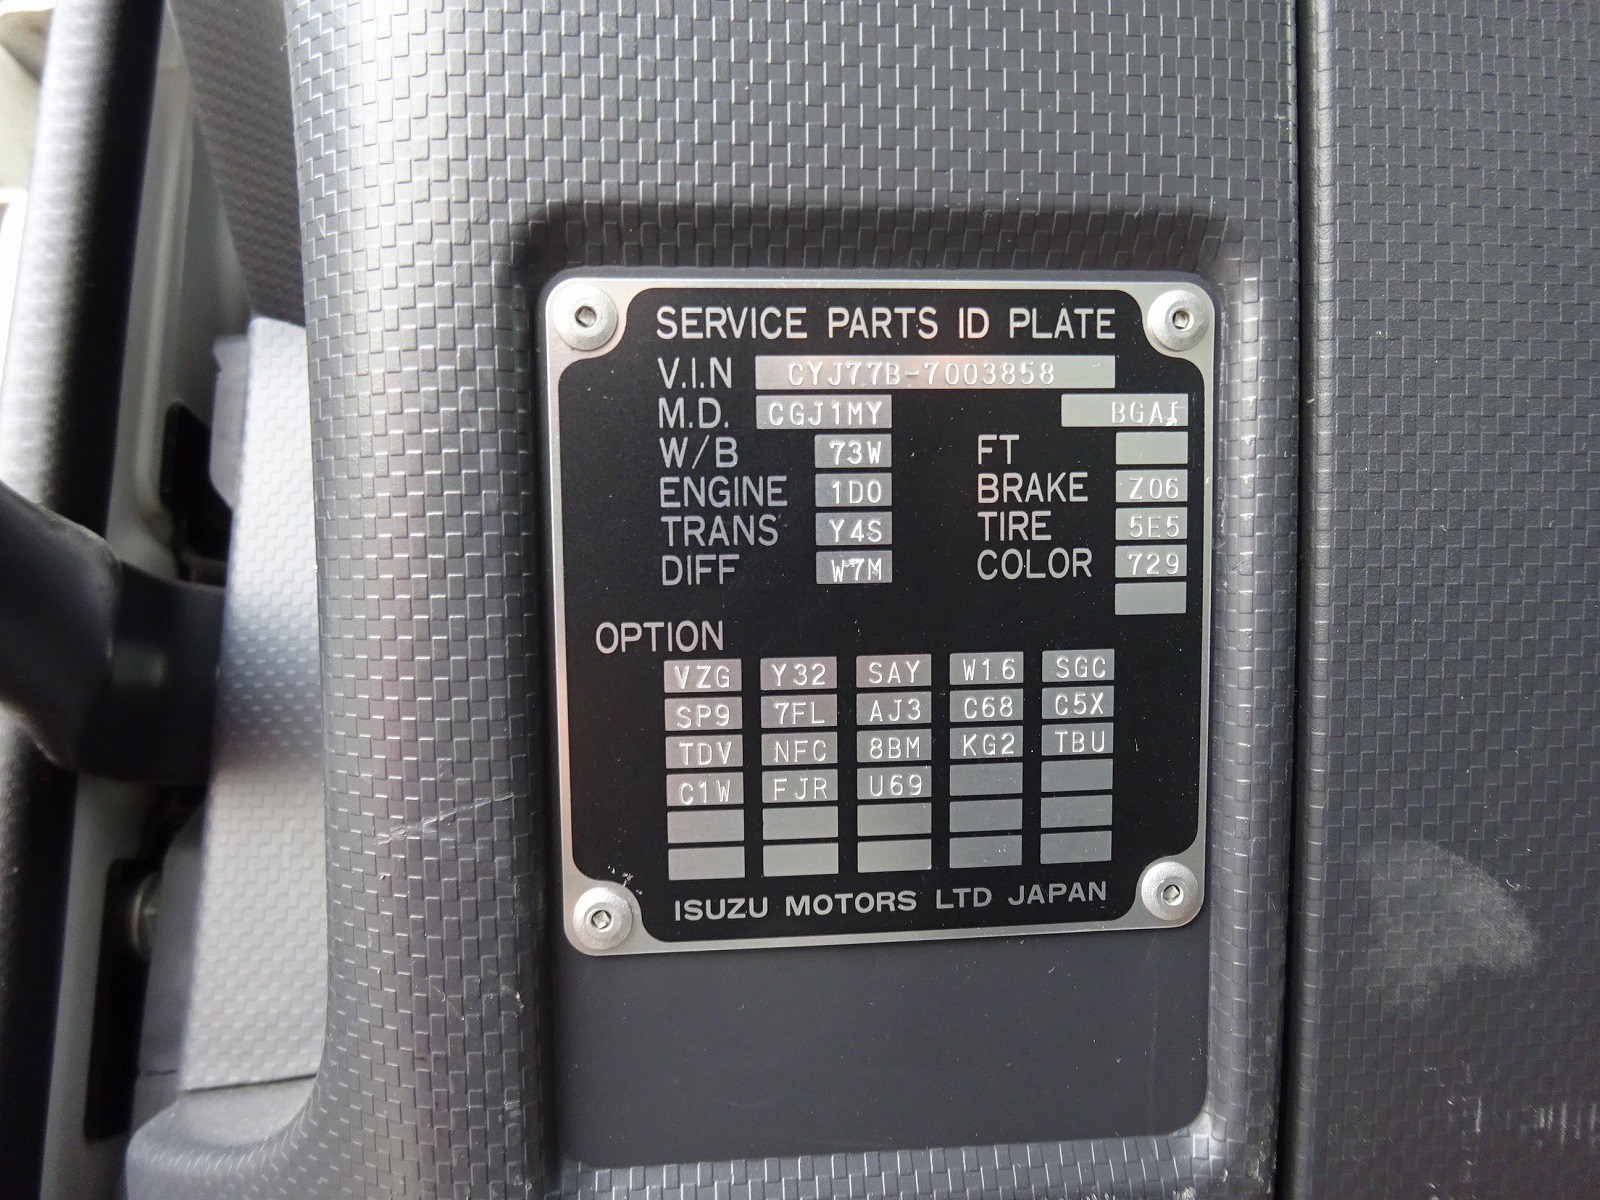 SERVICE PARTS ID PLATE
V.I.N CYJ77B-7003858
M.D. CGJ1MY BGAI
W/B 73W FT
ENGINE 1D0 BRAKE Z06
TRANS Y4S TIRE 5E5
DIFF W7M COLOR 729
OPTION
VZG Y32 SAY W16 SGC
SP9 7FL AJ3 C68 C5X
TDV NFC 8BM KG2 TBU
C1W FJR U69
ISUZU MOTORS LTD JAPAN